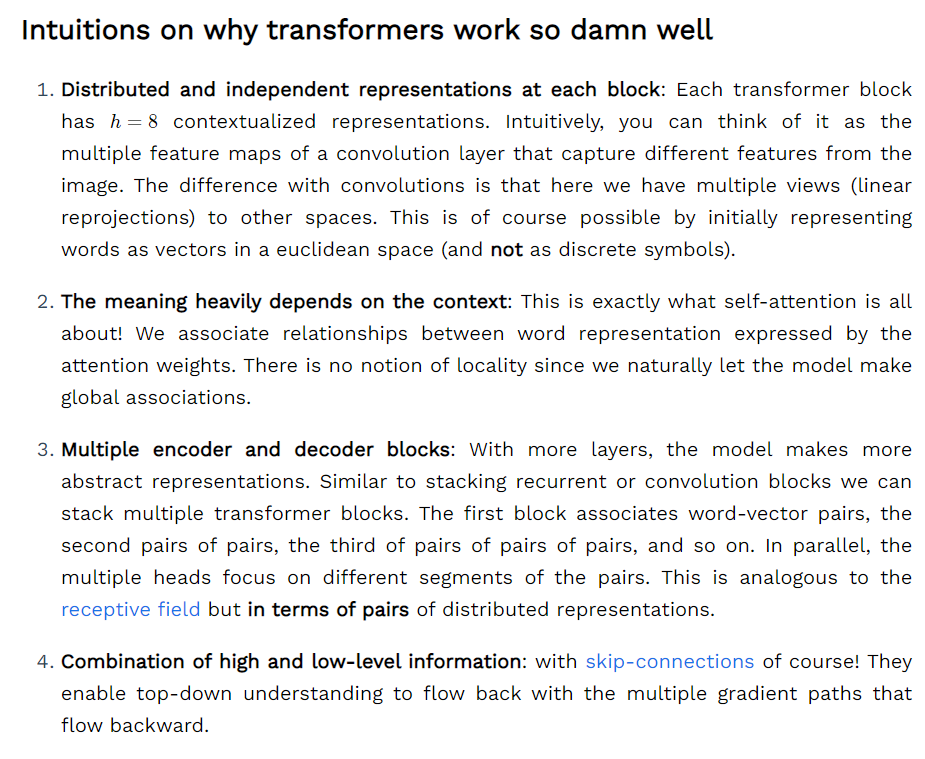 Intuitions on why transformers work so damn well
1. Distributed and independent representations at each block: Each transformer block
has h = 8 contextualized representations. Intuitively, you can think of it as the
multiple feature maps of a convolution layer that capture different features from the
image. The difference with convolutions is that here we have multiple views (linear
reprojections) to other spaces. This is of course possible by initially representing
words as vectors in a euclidean space (and not as discrete symbols).
2. The meaning heavily depends on the context: This is exactly what self-attention is all
about! We associate relationships between word representation expressed by the
attention weights. There is no notion of locality since we naturally let the model make
global associations.
3. Multiple encoder and decoder blocks: With more layers, the model makes more
abstract representations. Similar to stacking recurrent or convolution blocks we can
stack multiple transformer blocks. The first block associates word-vector pairs, the
second pairs of pairs, the third of pairs of pairs of pairs, and so on. In parallel, the
multiple heads focus on different segments of the pairs. This is analogous to the
receptive field but in terms of pairs of distributed representations.
4. Combination of high and low-level information: with skip-connections of course! They
enable top-down understanding to flow back with the multiple gradient paths that
flow backward.